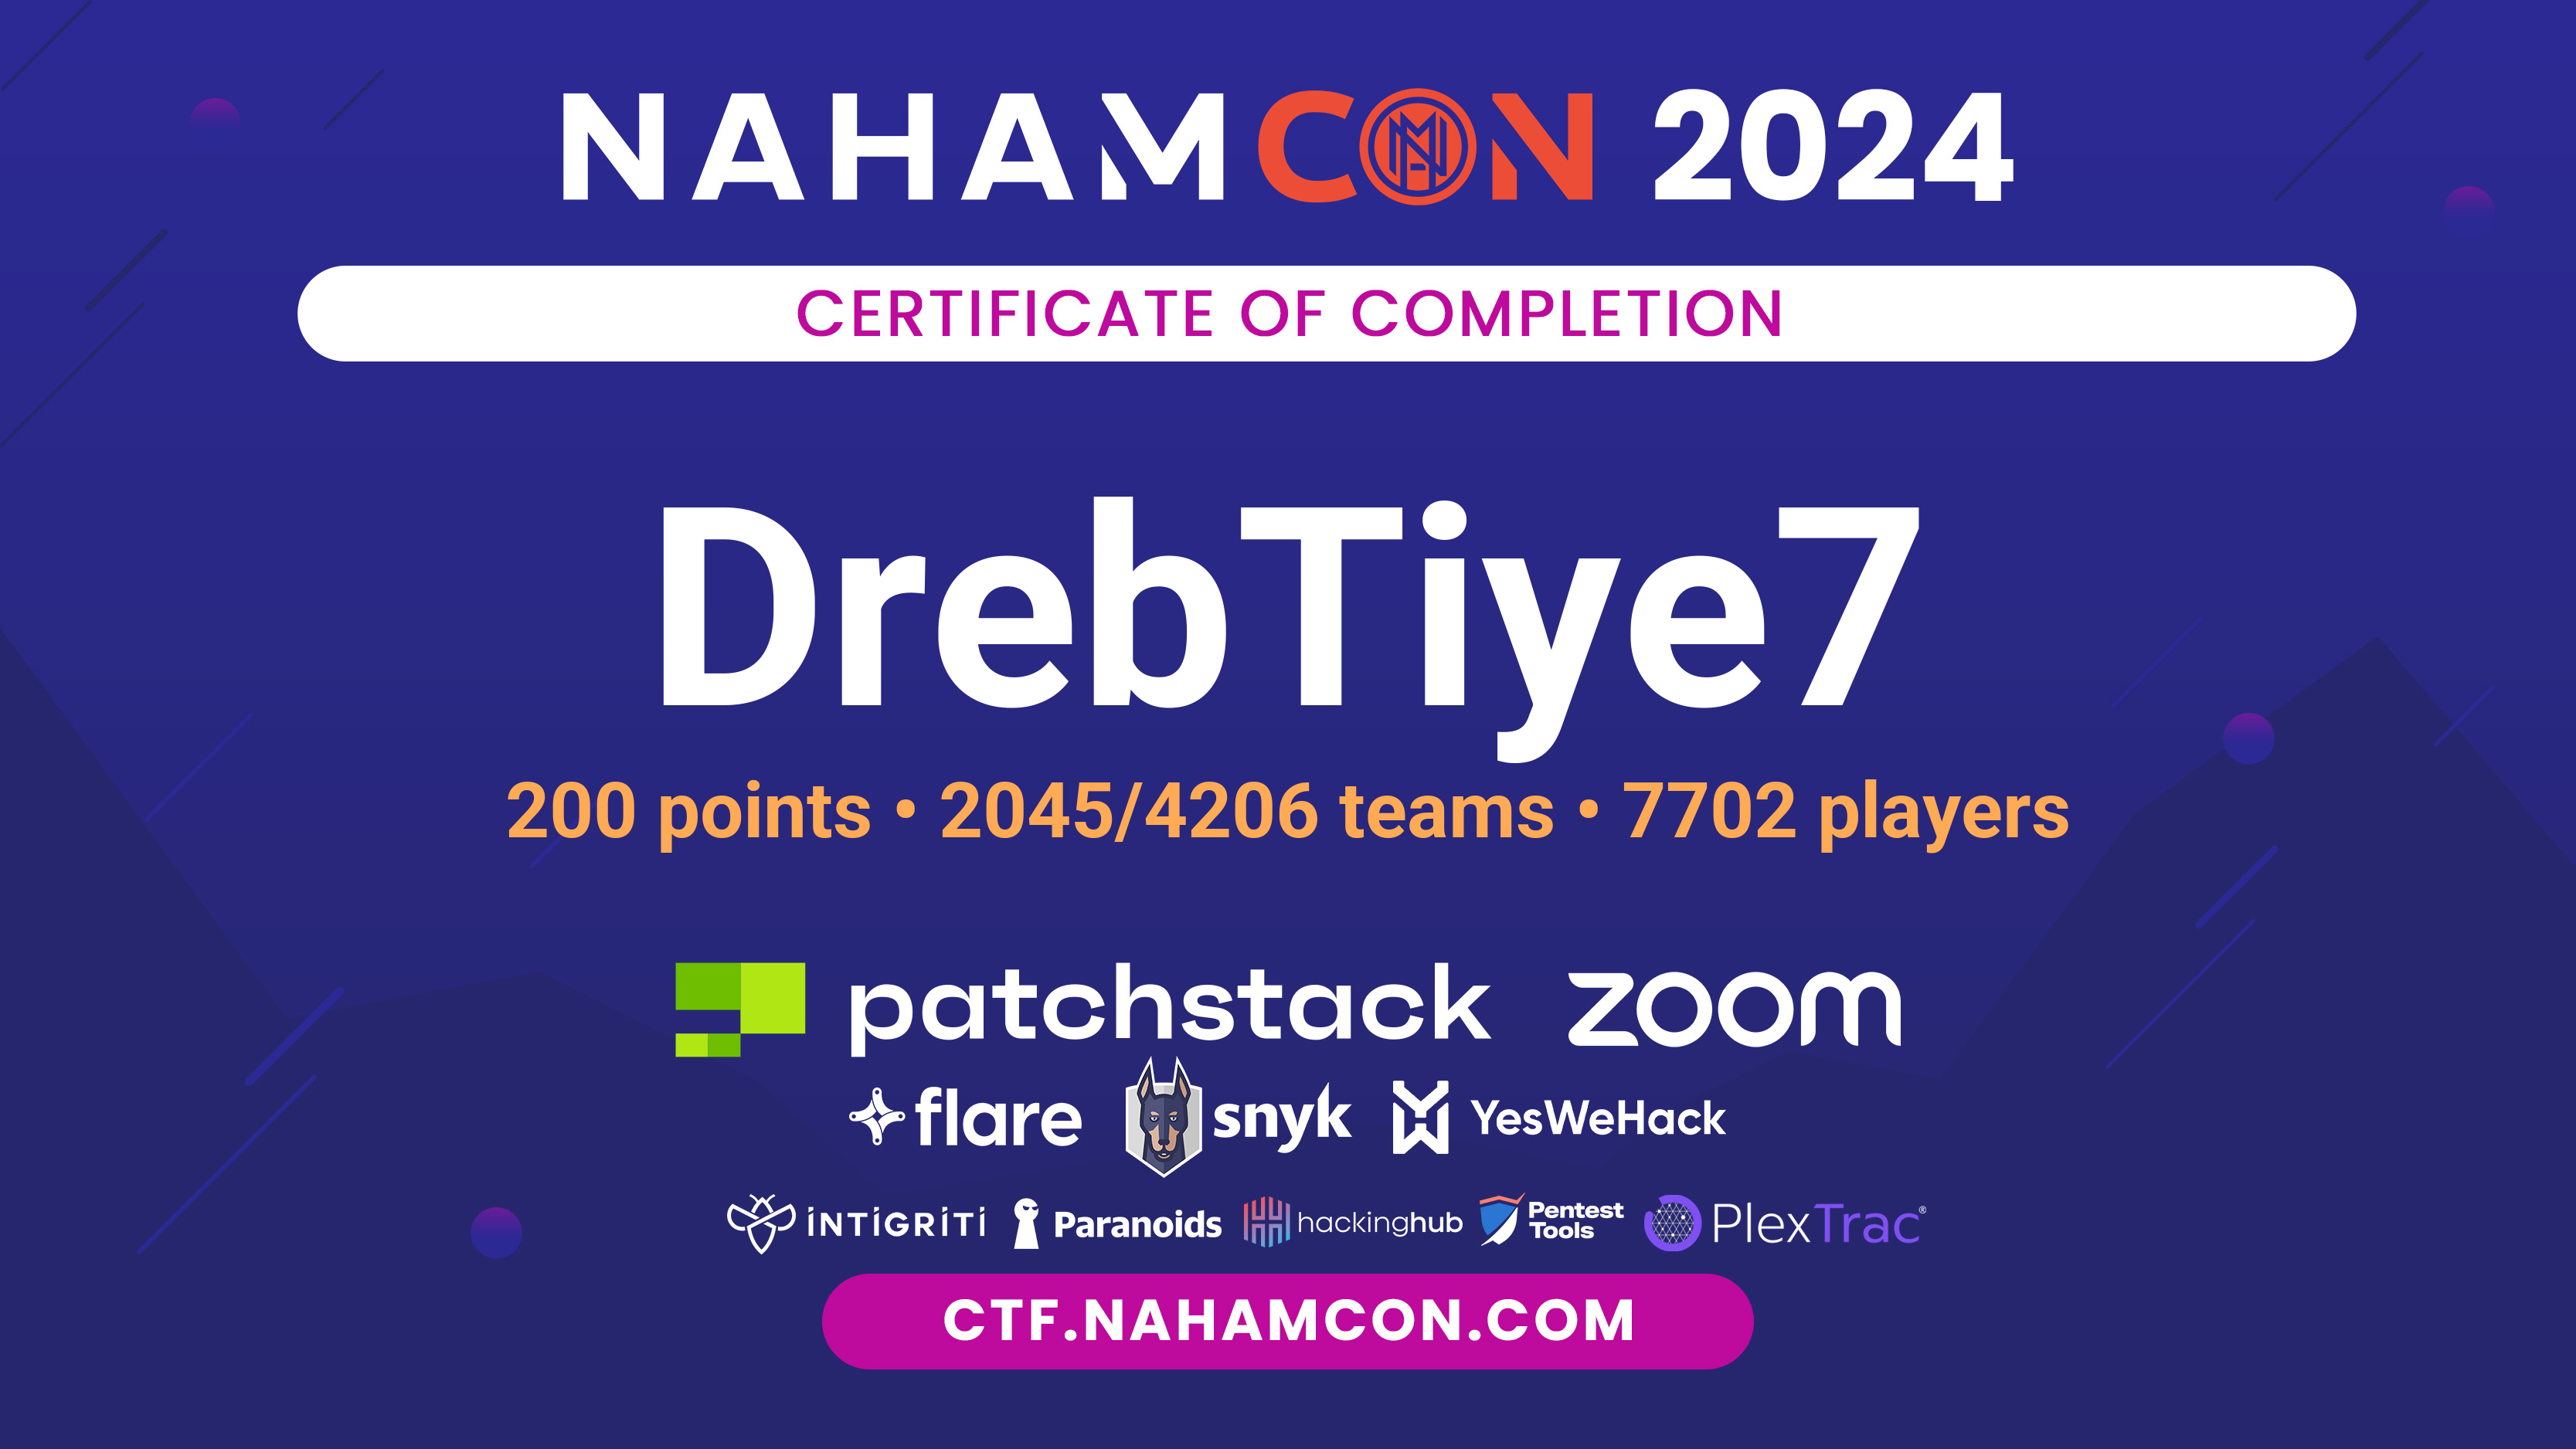 NAHAMCON 2024
CERTIFICATE OF COMPLETION
DrebTiye7
200 points • 2045/4206 teams • 7702 players
patchstack zoom
flare snyk YesWeHack
INTIGRITI Paranoids hackinghub Pentest Tools PlexTrac®
CTF.NAHAMCON.COM